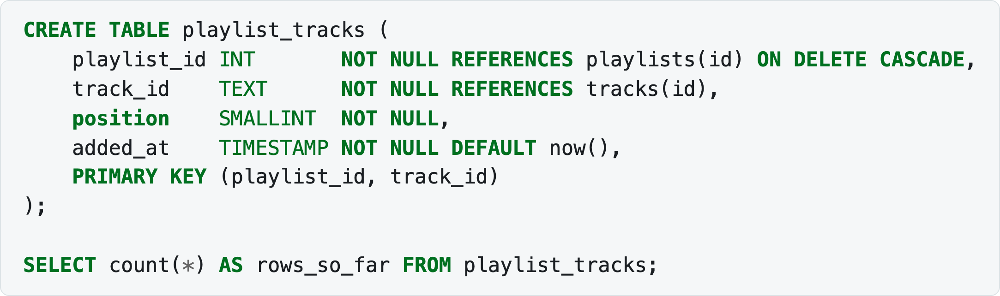 CREATE TABLE playlist_tracks (
    playlist_id INT       NOT NULL REFERENCES playlists(id) ON DELETE CASCADE,
    track_id    TEXT      NOT NULL REFERENCES tracks(id),
    position    SMALLINT  NOT NULL,
    added_at    TIMESTAMP NOT NULL DEFAULT now(),
    PRIMARY KEY (playlist_id, track_id)
);

SELECT count(*) AS rows_so_far FROM playlist_tracks;